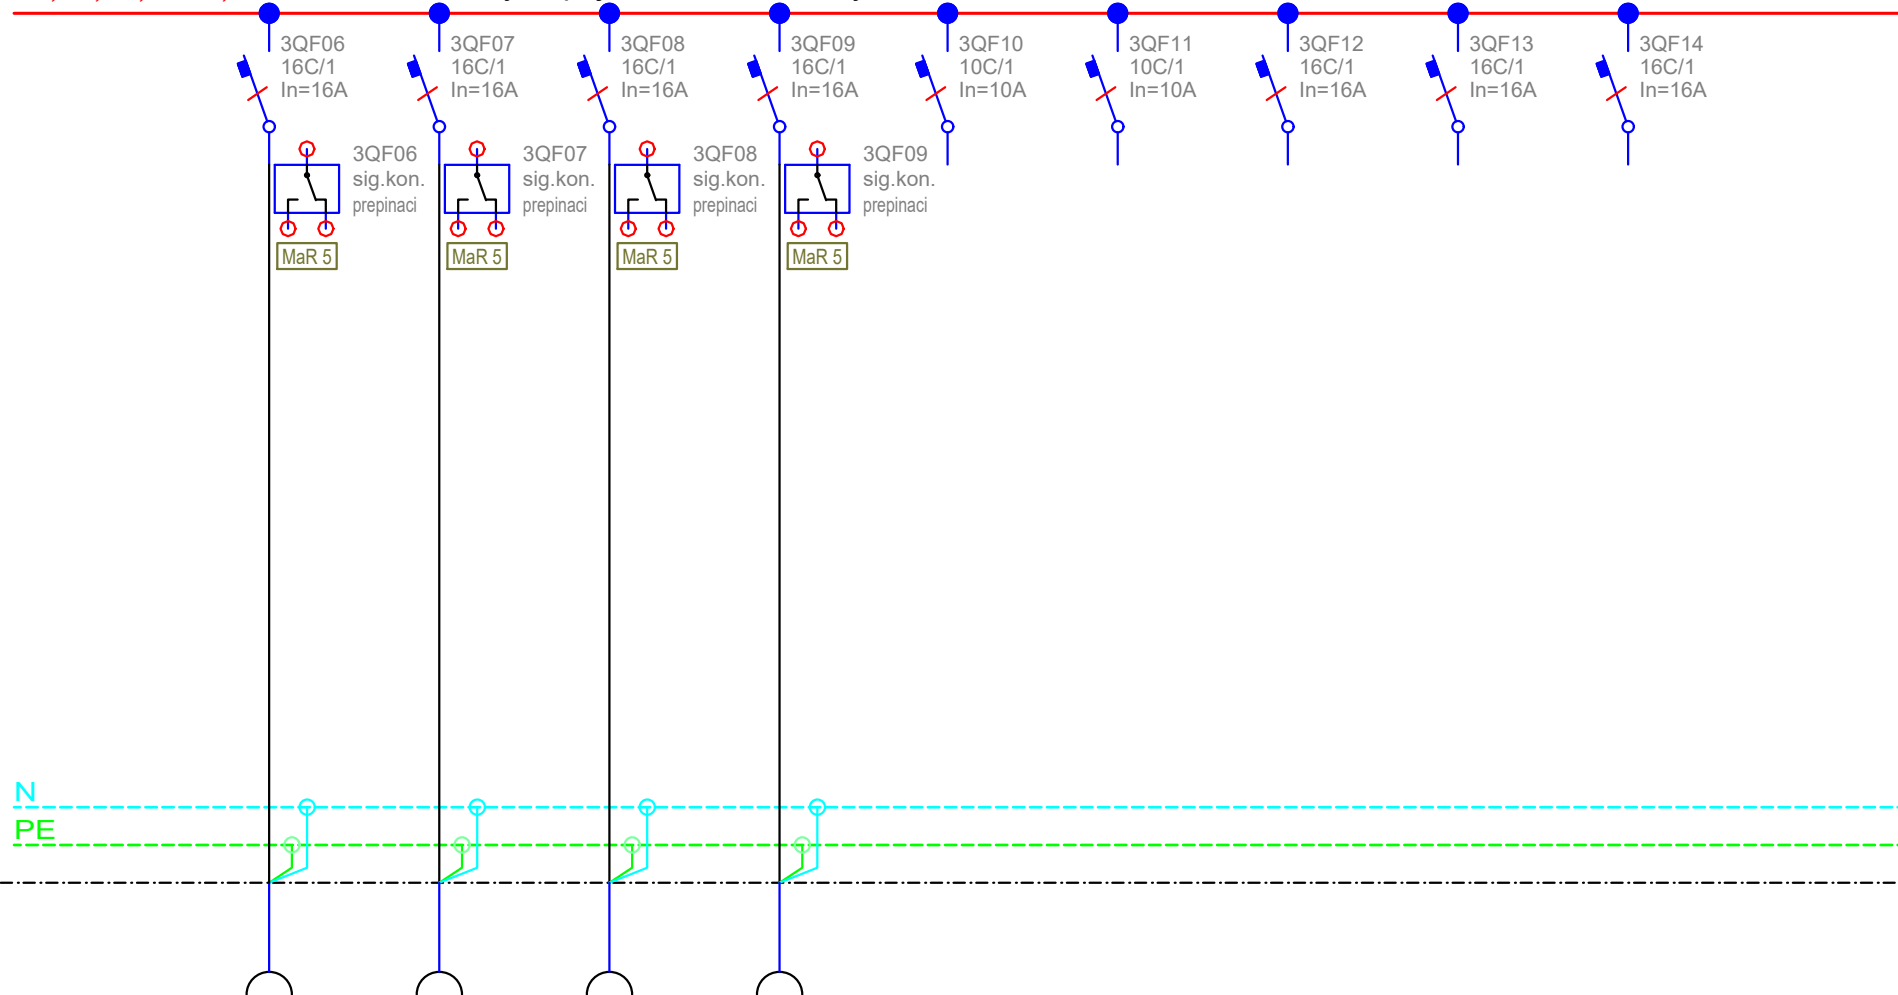 3QF06
16C/1
In=16A
3QF07
16C/1
In=16A
3QF08
16C/1
In=16A
3QF09
16C/1
In=16A
3QF10
10C/1
In=10A
3QF11
10C/1
In=10A
3QF12
16C/1
In=16A
3QF13
16C/1
In=16A
3QF14
16C/1
In=16A
3QF06
sig.kon.
prepinaci
MaR 5
3QF07
sig.kon.
prepinaci
MaR 5
3QF08
sig.kon.
prepinaci
MaR 5
3QF09
sig.kon.
prepinaci
MaR 5
N
PE